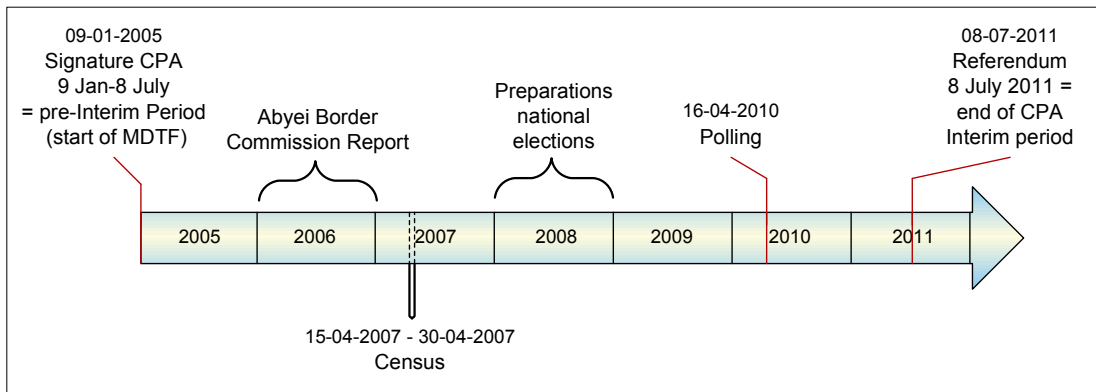 09-01-2005
Signature CPA
9 Jan-8 July
= pre-Interim Period
(start of MDTF)
Abyei Border
Commission Report
Preparations
national
elections
16-04-2010
Polling
08-07-2011
Referendum
8 July 2011 =
end of CPA
Interim period
2005
2006
2007
2008
2009
2010
2011
15-04-2007 - 30-04-2007
Census